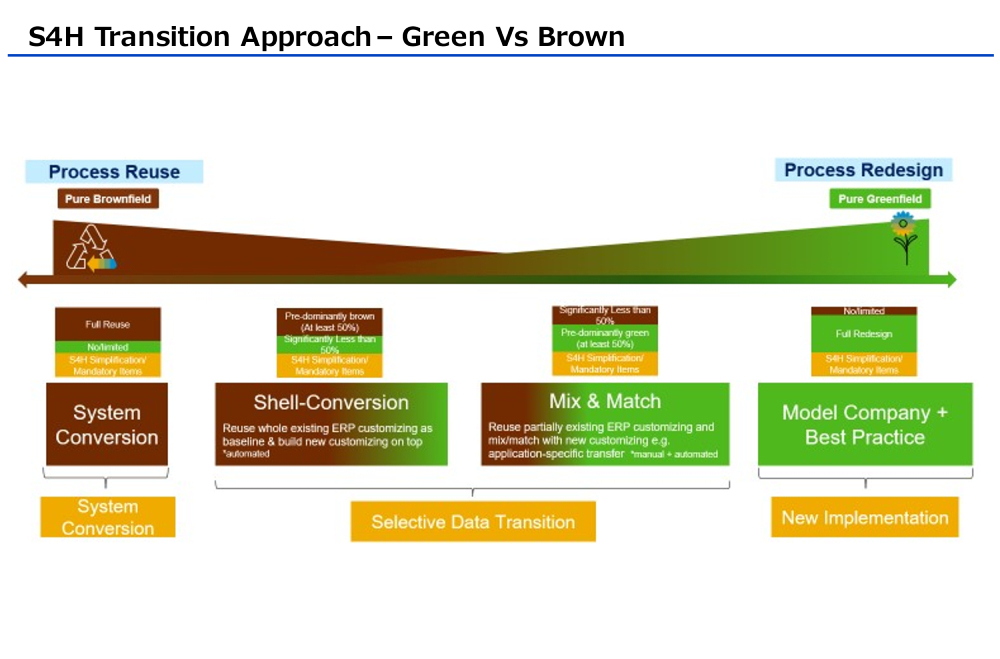 S4H Transition Approach – Green Vs Brown
Process Reuse
Process Redesign
Pure Brownfield
Pure Greenfield
Full Reuse
No/limited
S4H Simplification/
Mandatory Items
Pre-dominantly brown
(At least 50%)
Significantly Less than
50%
S4H Simplification/
Mandatory Items
Significantly Less than
50%
Pre-dominantly green
(at least 50%)
S4H Simplification/
Mandatory Items
No/limited
Full Redesign
S4H Simplification/
Mandatory Items
System
Conversion
Shell-Conversion
Reuse whole existing ERP customizing as
baseline & build new customizing on top
*automated
Mix & Match
Reuse partially existing ERP customizing and
mix/match with new customizing e.g.
application-specific transfer *manual + automated
Model Company +
Best Practice
System
Conversion
Selective Data Transition
New Implementation